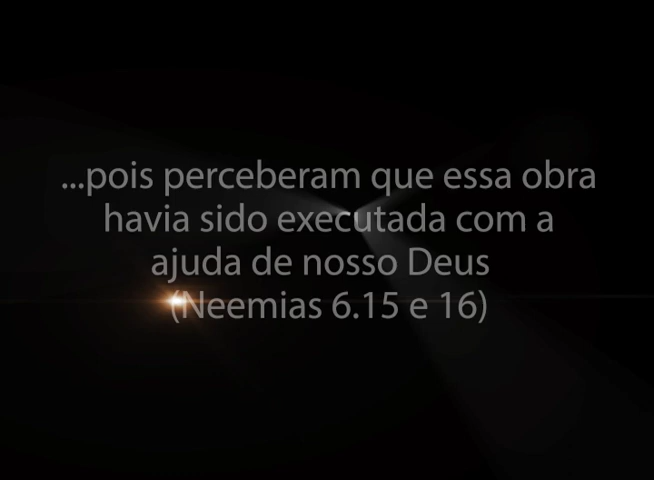 ...pois perceberam que essa obra
havia sido executada com a
ajuda de nosso Deus
(Neemias 6.15 e 16)